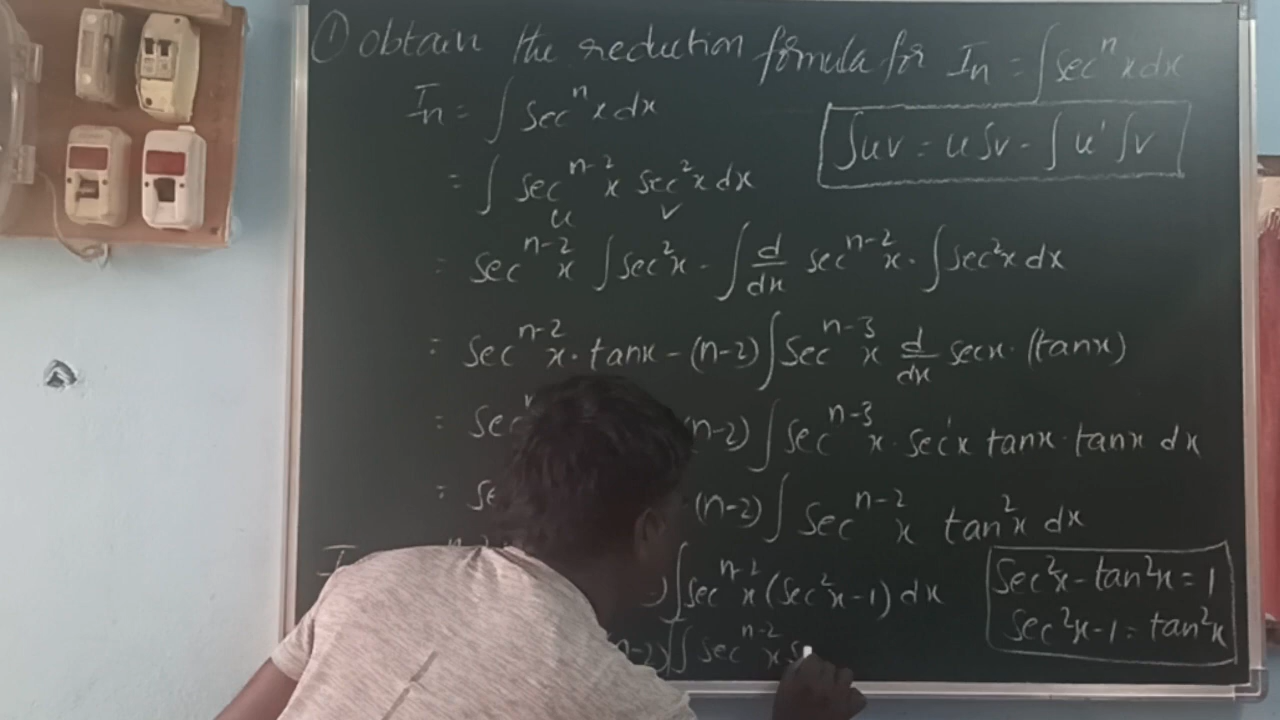 ① obtain the reduction formula for Iₙ = ∫ secⁿx dx
Iₙ = ∫ secⁿx dx
∫uv = u∫v - ∫u'∫v
= ∫ secⁿ⁻²x sec²x dx
u v
= secⁿ⁻²x ∫sec²x - ∫ d/dx secⁿ⁻²x · ∫sec²x dx
= secⁿ⁻²x · tanx - (n-2)∫secⁿ⁻³x d/dx secx · (tanx)
= (n-2)∫secⁿ⁻³x · sec'x tanx · tanx dx
= (n-2)∫ secⁿ⁻²x tan²x dx
)∫secⁿ⁻²x (sec²x-1) dx
sec²x - tan²x = 1
sec²x - 1 = tan²x
n-2)[∫ secⁿ⁻²x s